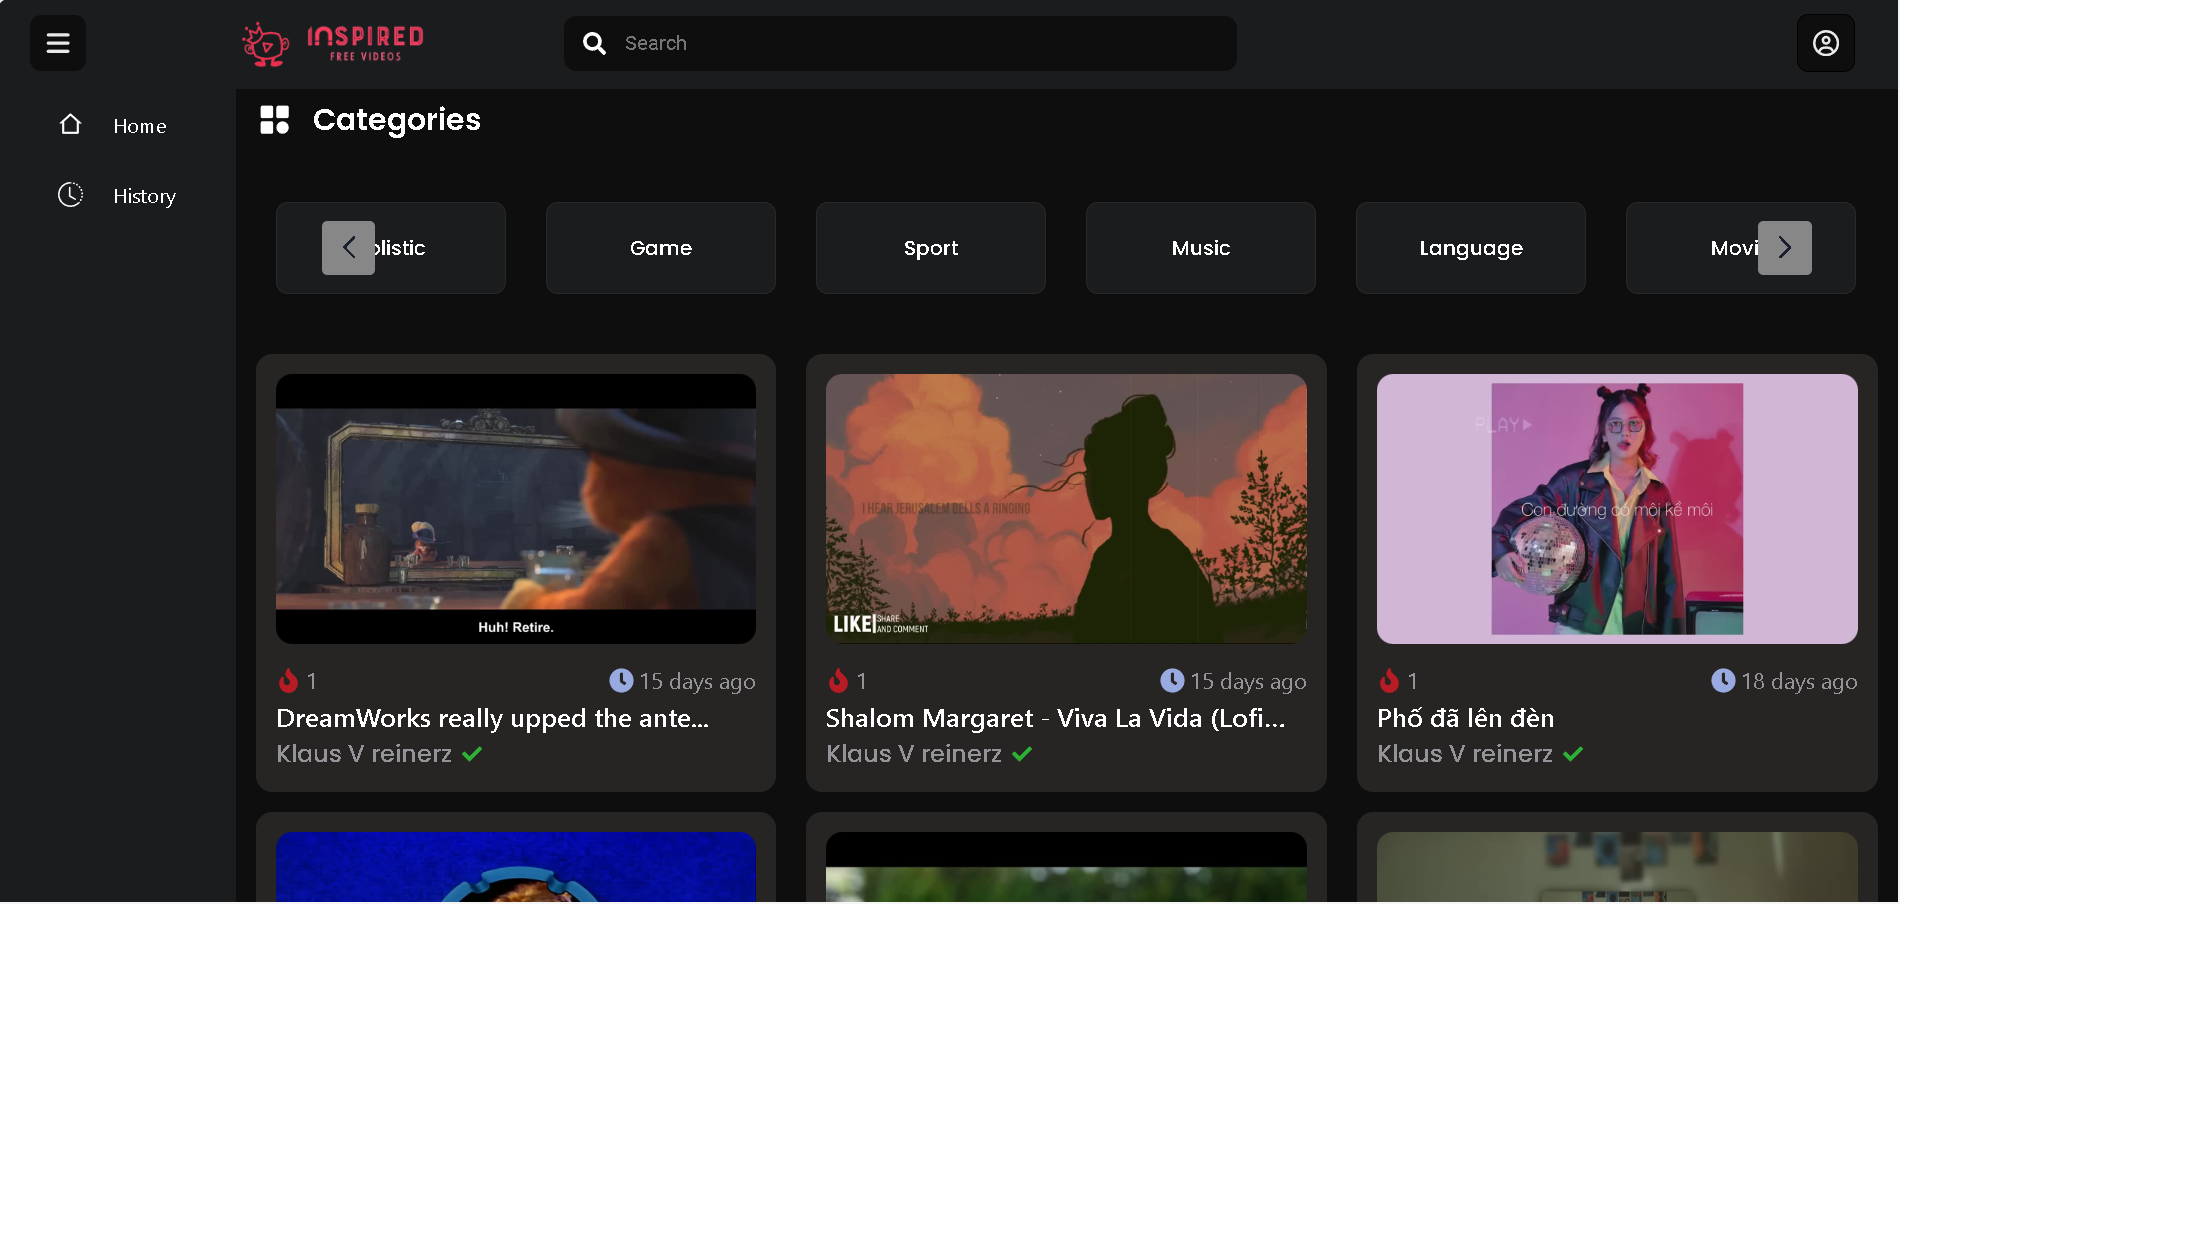 INSPIRED
FREE VIDEOS
Search
Home
History
Categories
Game
Sport
Music
Language
Huh! Retire.
I HEAR JERUSALEM BELLS A RINGING
LIKE SHARE
AND COMMENT
PLAY
Con đường có môi kề môi
1
15 days ago
1
15 days ago
1
18 days ago
DreamWorks really upped the ante...
Shalom Margaret - Viva La Vida (Lofi...
Phố đã lên đèn
Klaus V reinerz
Klaus V reinerz
Klaus V reinerz